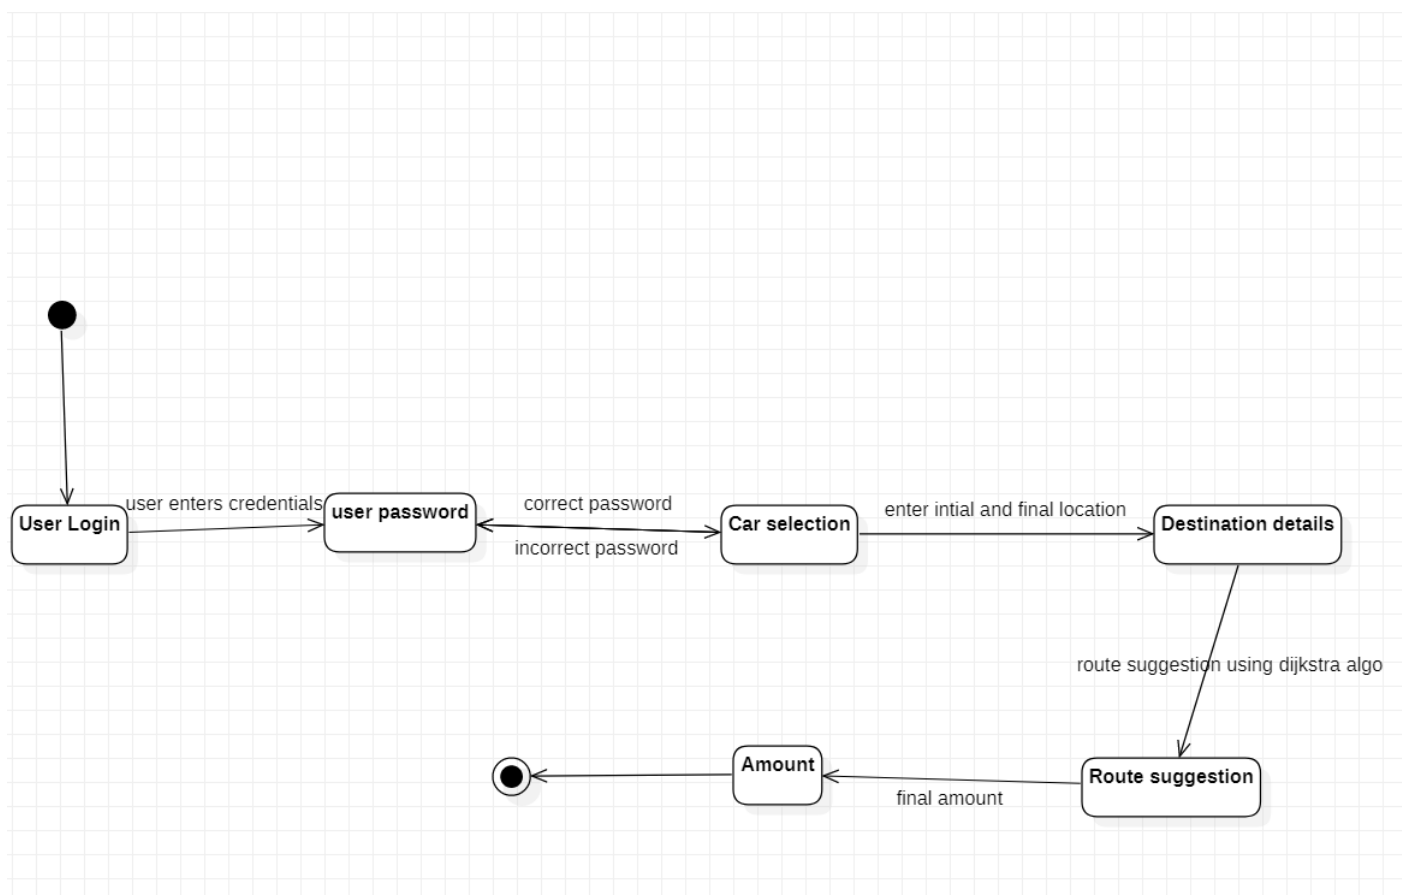 user enters credentials
User Login
user password
correct password
incorrect password
Car selection
enter intial and final location
Destination details
route suggestion using dijkstra algo
Route suggestion
final amount
Amount